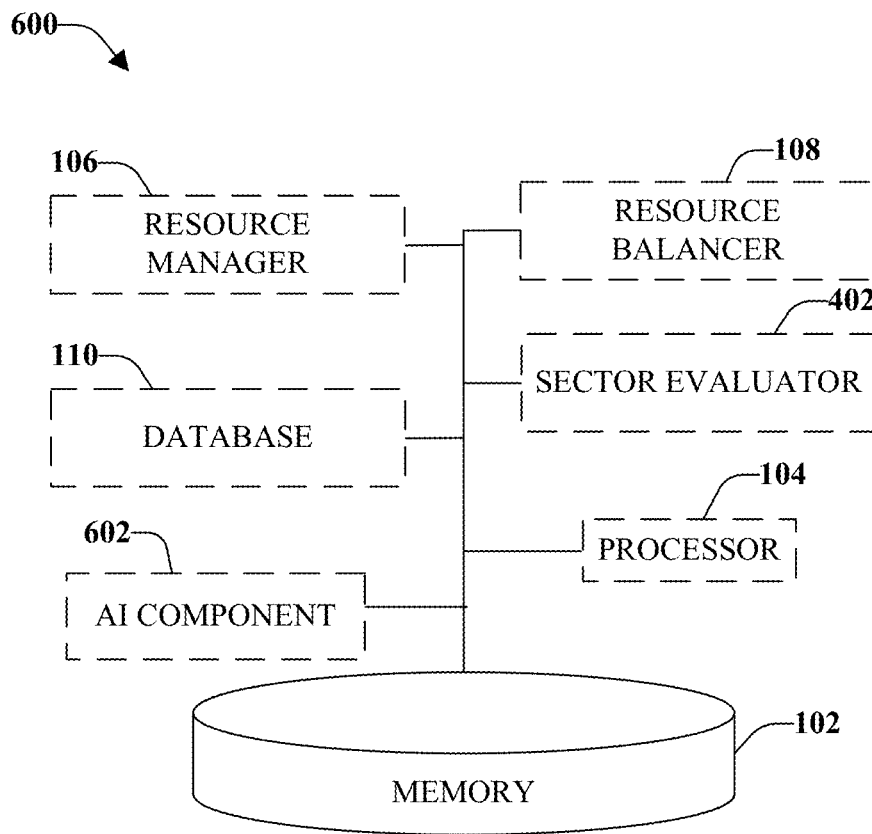 600
106
RESOURCE
MANAGER
108
RESOURCE
BALANCER
402
SECTOR EVALUATOR
110
DATABASE
104
PROCESSOR
602
AI COMPONENT
102
MEMORY